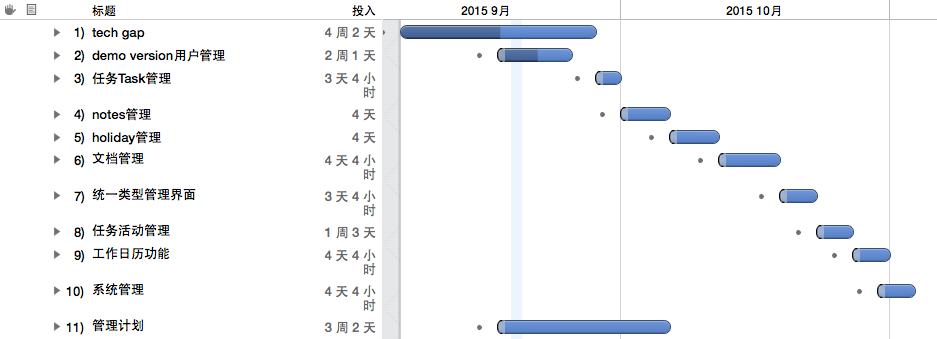 标题 投入 2015 9月 2015 10月
1) tech gap 4 周 2 天
2) demo version用户管理 2 周 1 天
3) 任务Task管理 3 天 4 小
时
4) notes管理 4 天
5) holiday管理 4 天
6) 文档管理 4 天 4 小
时
7) 统一类型管理界面 3 天 4 小
时
8) 任务活动管理 1 周 3 天
9) 工作日历功能 4 天 4 小
时
10) 系统管理 4 天 4 小
时
11) 管理计划 3 周 2 天